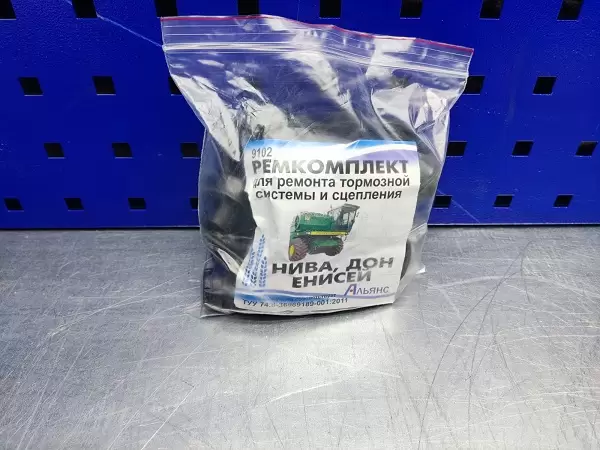 9102
РЕМКОМПЛЕКТ
для ремонта тормозной
системы и сцепления
НИВА, ДОН
ЕНИСЕЙ
Альянс